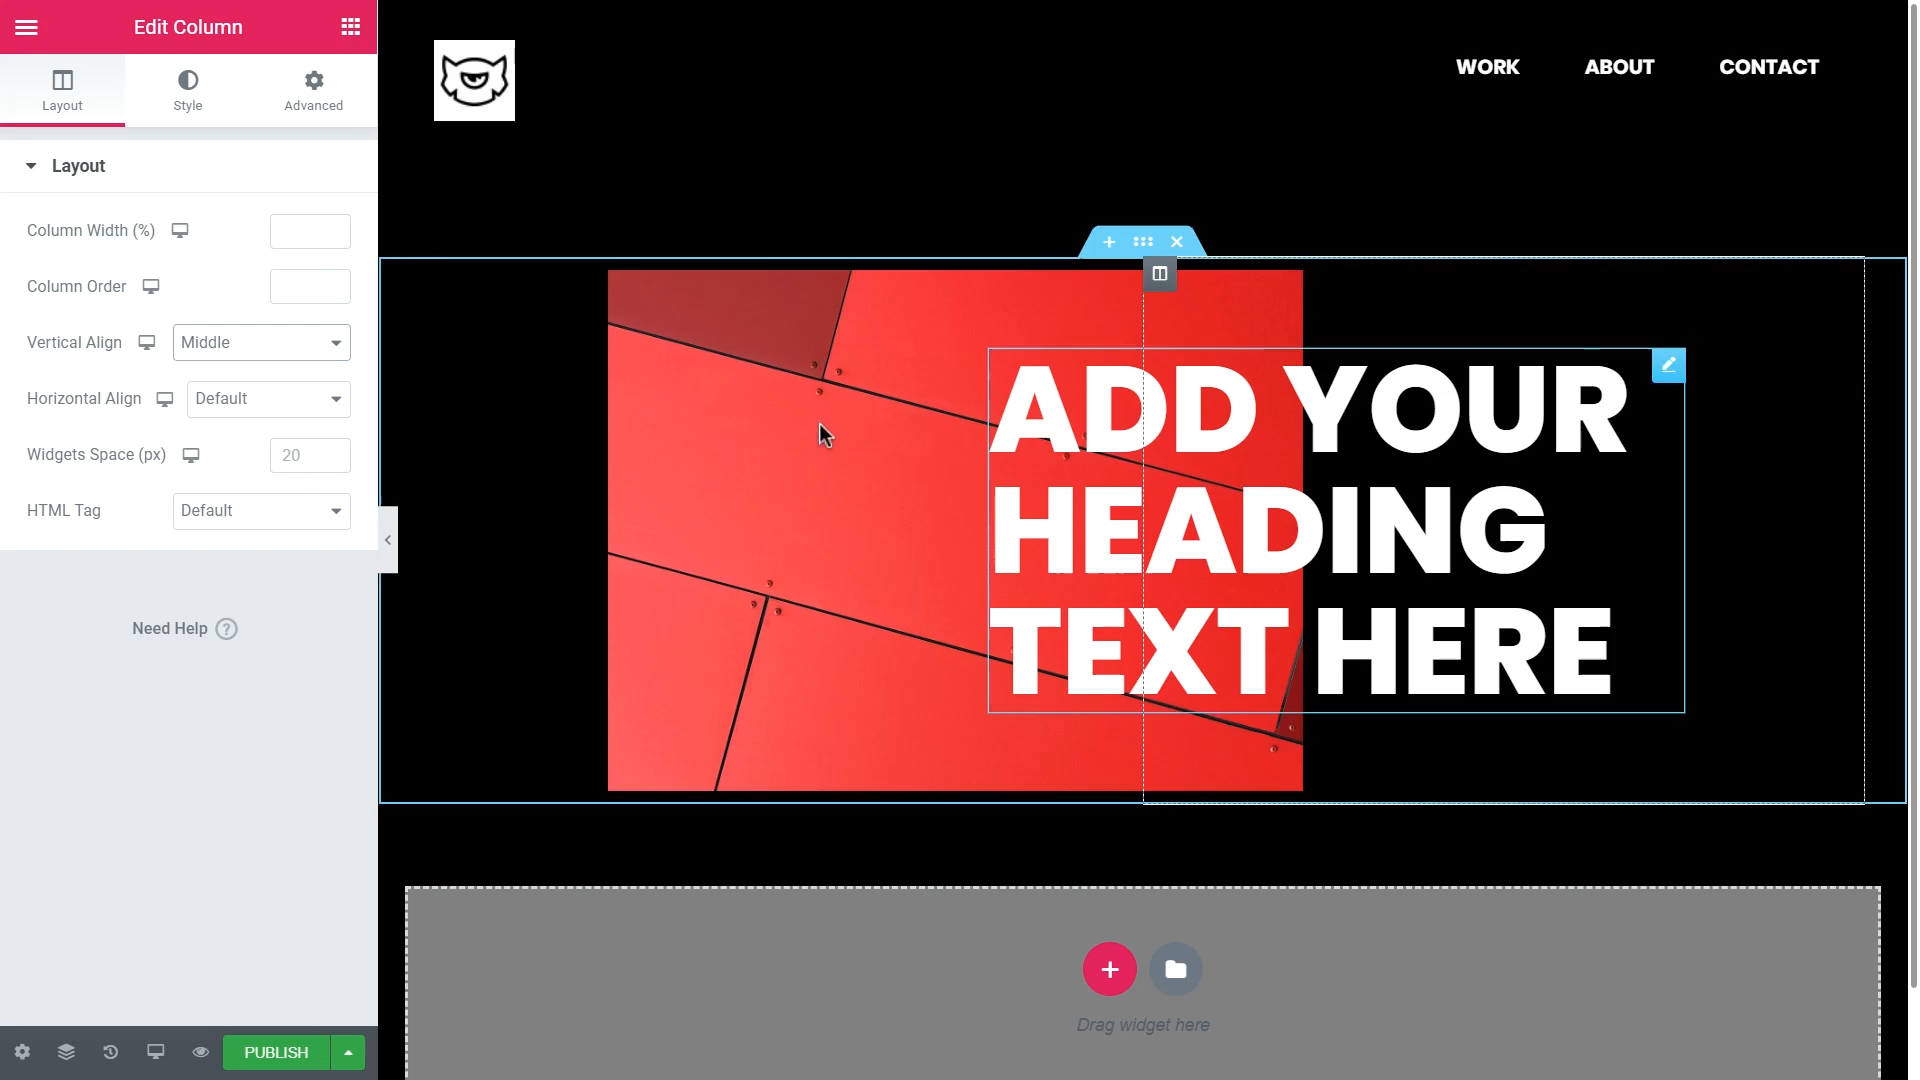 Edit Column
Layout
Style
Advanced
Layout
Column Width (%)
Column Order
Vertical Align
Middle
Horizontal Align
Default
Widgets Space (px)
20
HTML Tag
Default
Need Help ?
PUBLISH
WORK
ABOUT
CONTACT
ADD YOUR
HEADING
TEXT HERE
Drag widget here